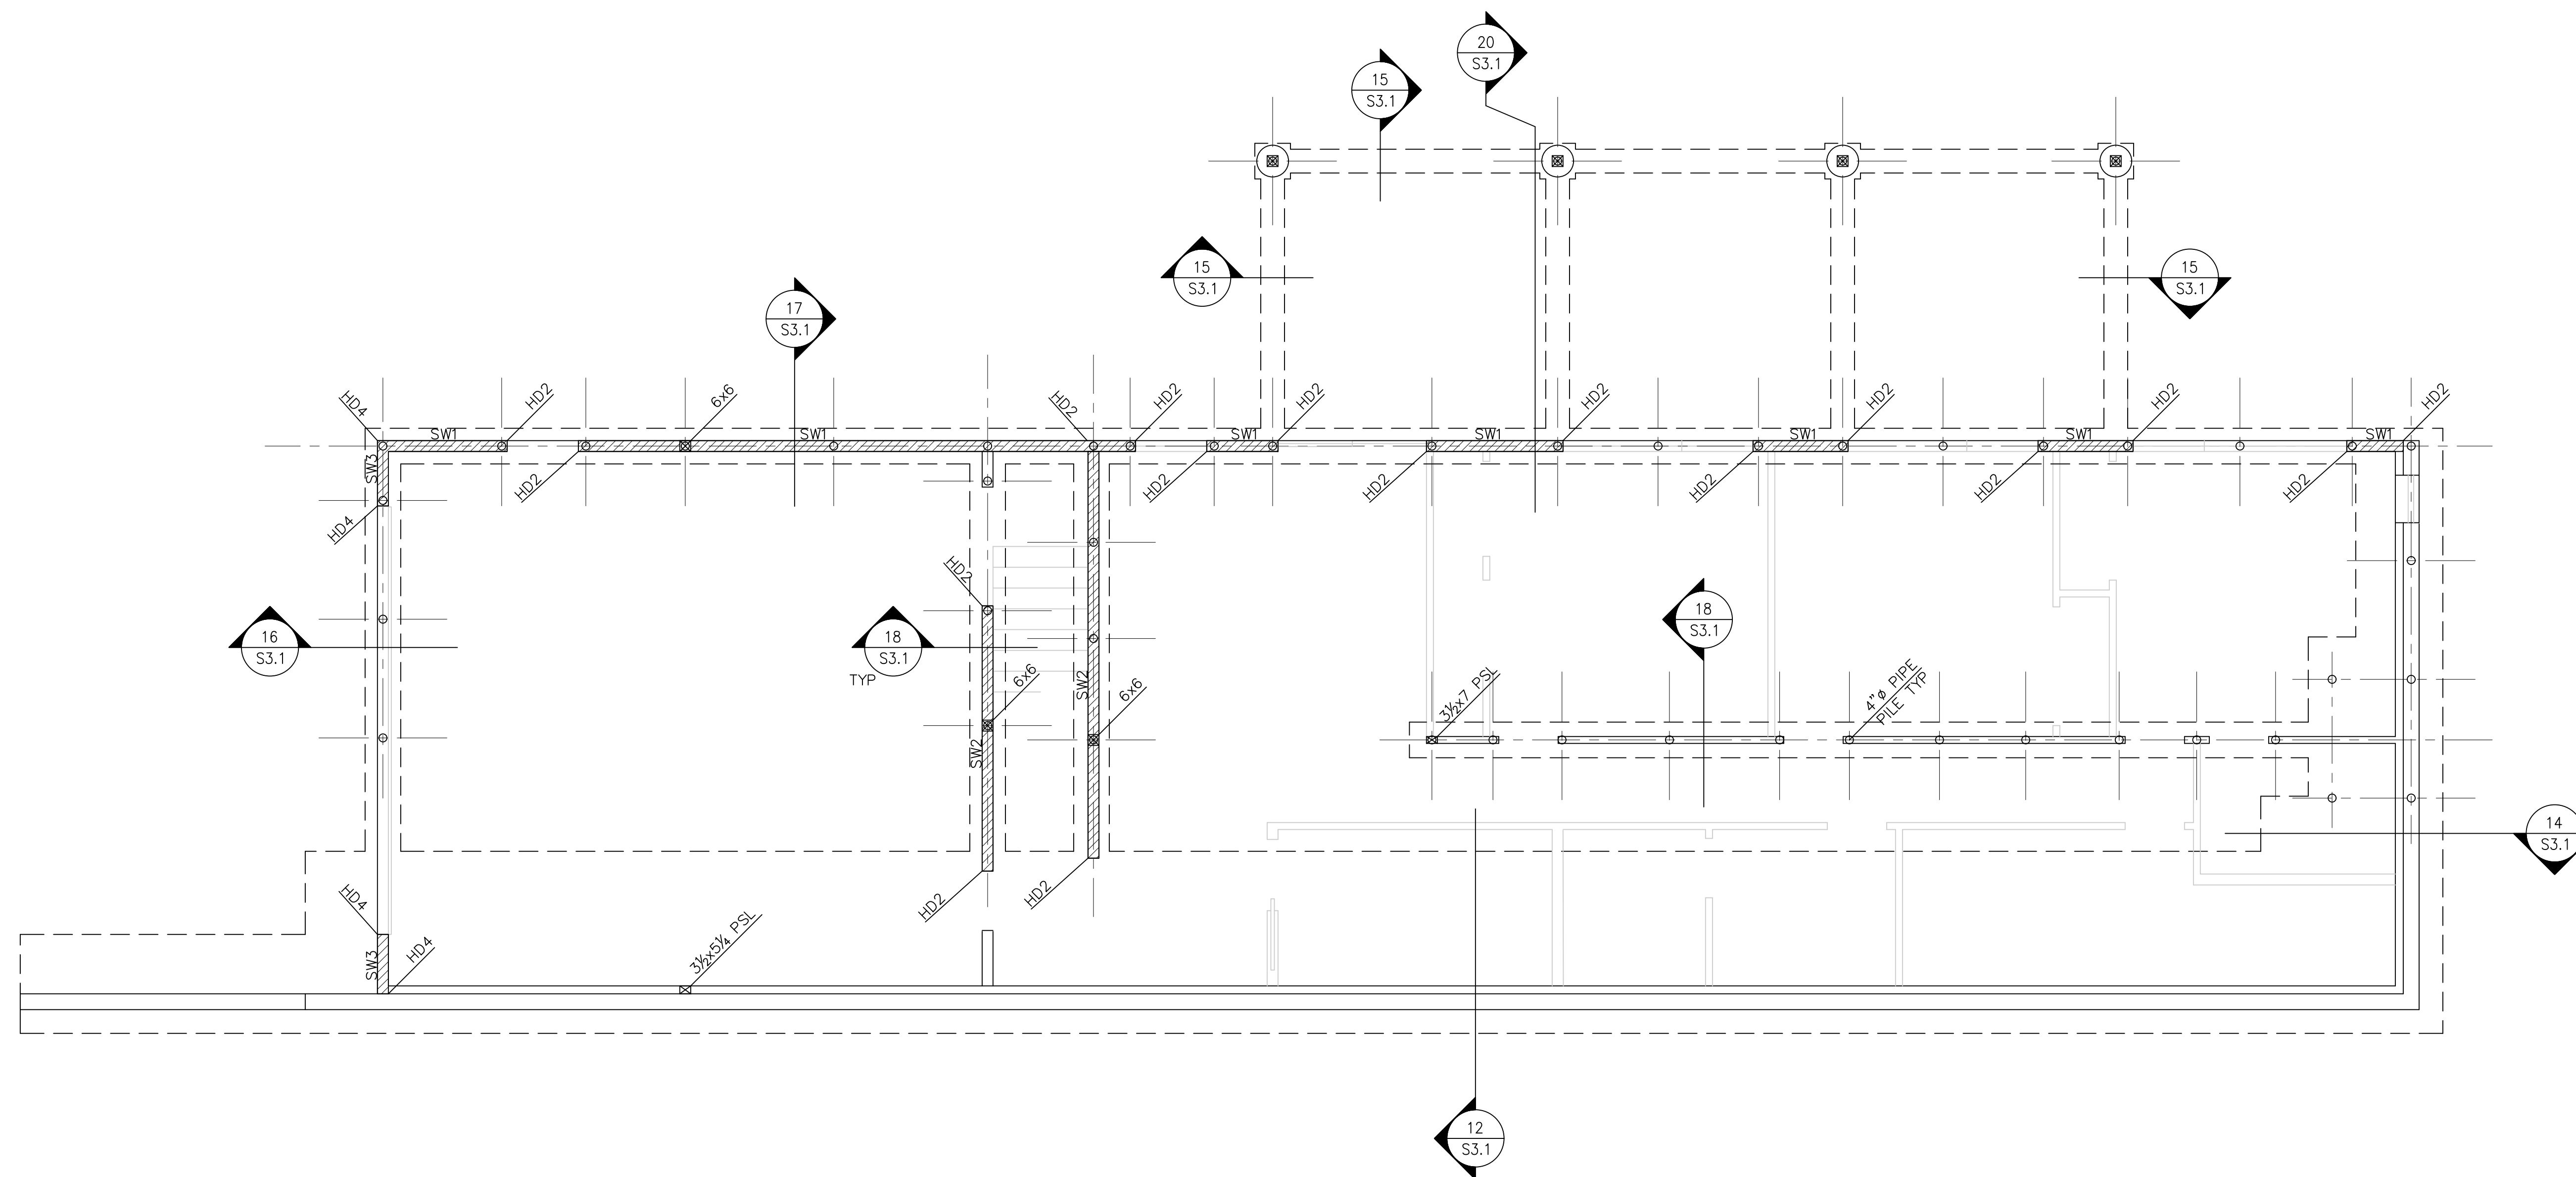 20
S3.1
15
S3.1
15
S3.1
15
S3.1
17
S3.1
HD4
HD2
6x6
HD2
HD2
HD2
HD2
HD2
HD2
HD2
SW1
SW1
SW1
SW1
SW1
SW1
SW1
SW3
HD2
HD2
HD2
HD2
HD2
HD2
HD4
HD2
18
S3.1
16
S3.1
18
S3.1
TYP
6x6
6x6
SW2
SW2
3½x7 PSL
4"ø PIPE
PILE TYP
14
S3.1
HD4
HD2
HD2
HD4
3½x5¼ PSL
SW3
12
S3.1